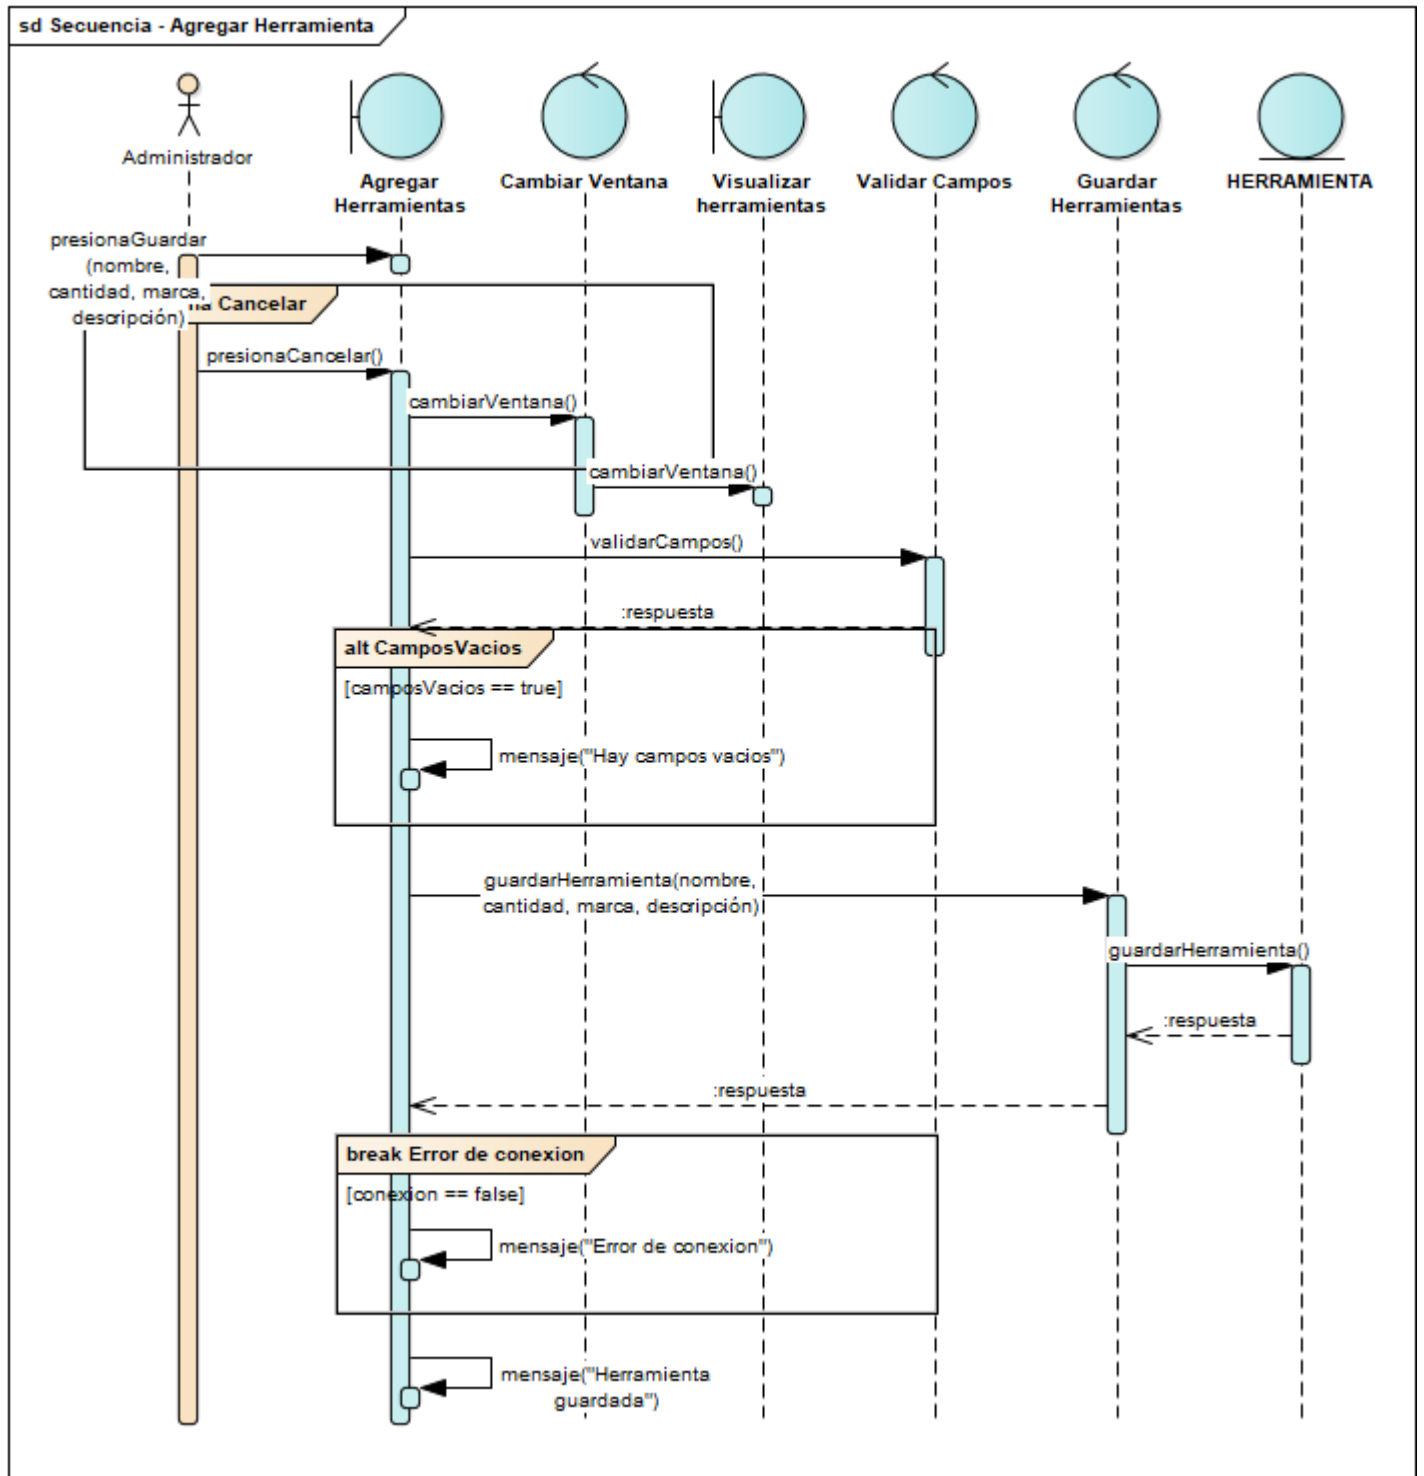 sd Secuencia - Agregar Herramienta
Administrador
Agregar
Herramientas
Cambiar Ventana
Visualizar
herramientas
Validar Campos
Guardar
Herramientas
HERRAMIENTA
presionaGuardar
(nombre,
cantidad, marca,
descripción)
Cancelar
presionaCancelar()
cambiarVentana()
cambiarVentana()
validarCampos()
:respuesta
alt CamposVacios
[camposVacios == true]
mensaje("Hay campos vacios")
guardarHerramienta(nombre,
cantidad, marca, descripción)
guardarHerramienta()
:respuesta
:respuesta
break Error de conexion
[conexion == false]
mensaje("Error de conexion")
mensaje("Herramienta
guardada")